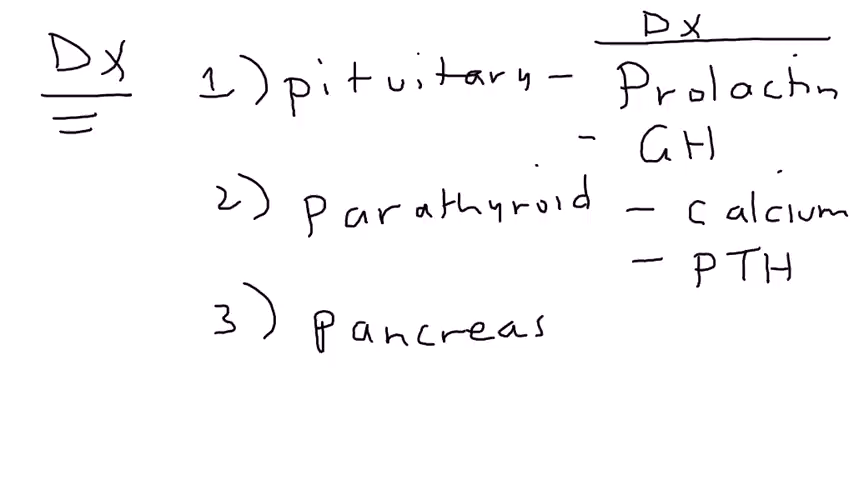 Dx
Dx
1) pituitary - Prolactin
- GH
2) parathyroid - calcium
- PTH
3) pancreas